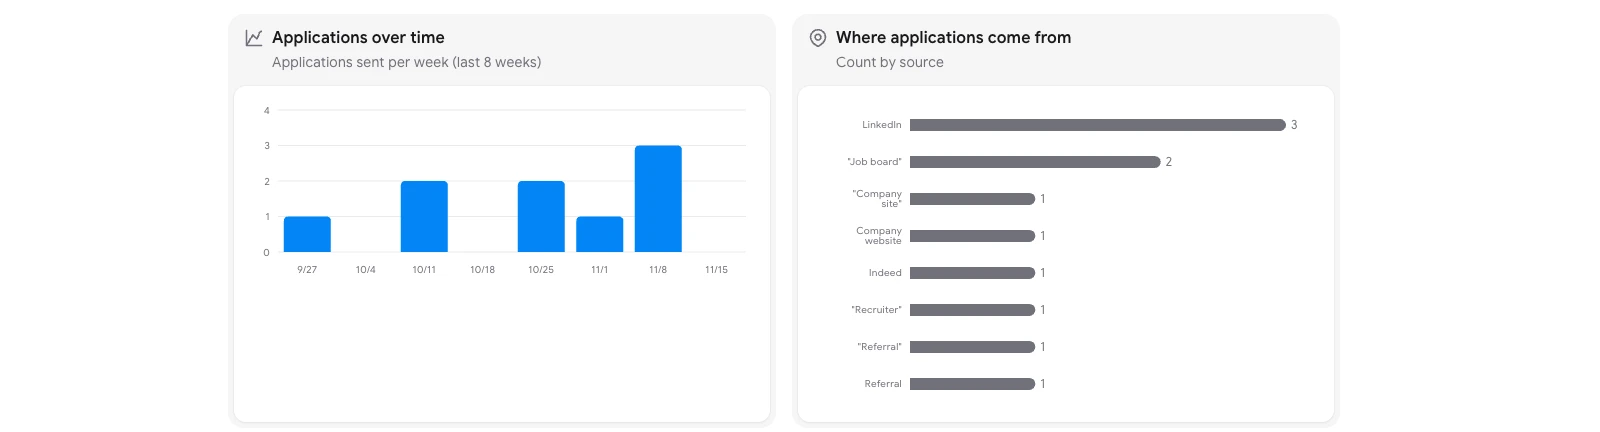 Applications over time
Applications sent per week (last 8 weeks)
4
3
2
1
0
9/27 10/4 10/11 10/18 10/25 11/1 11/8 11/15
Where applications come from
Count by source
LinkedIn 3
"Job board" 2
"Company
site" 1
Company
website 1
Indeed 1
"Recruiter" 1
"Referral" 1
Referral 1